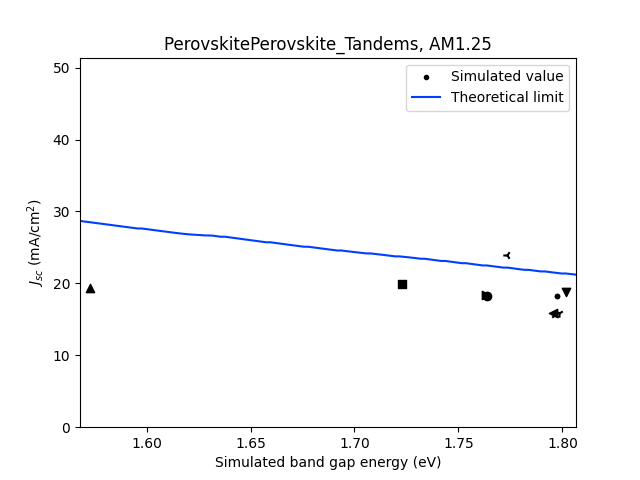 PerovskitePerovskite_Tandems, AM1.25
50
40
30
20
10
0
J_sc (mA/cm²)
Simulated value
Theoretical limit
1.60 1.65 1.70 1.75 1.80
Simulated band gap energy (eV)